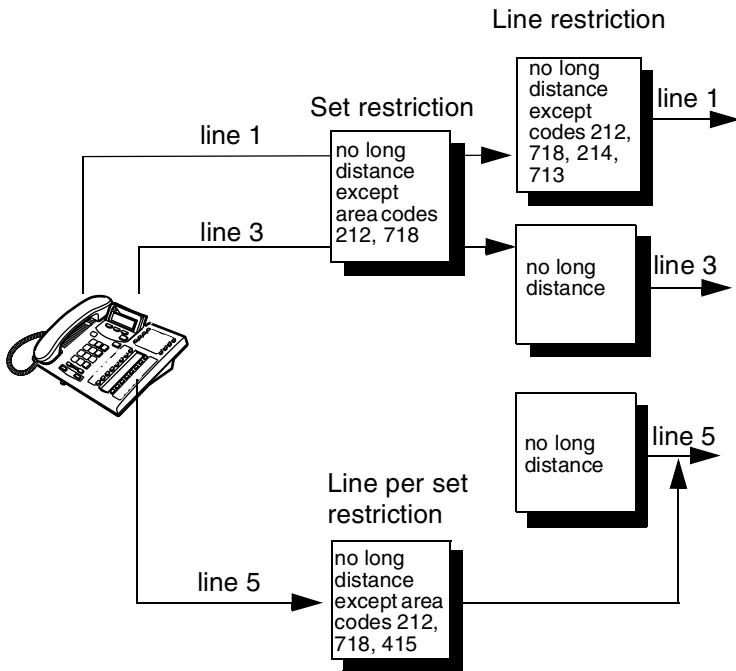 Line restriction
no long
distance
except
codes 212,
718, 214,
713
line 1
Set restriction
line 1
no long
distance
except
area codes
212, 718
line 3
no long
distance
line 3
no long
distance
line 5
Line per set
restriction
line 5
no long
distance
except area
codes 212,
718, 415